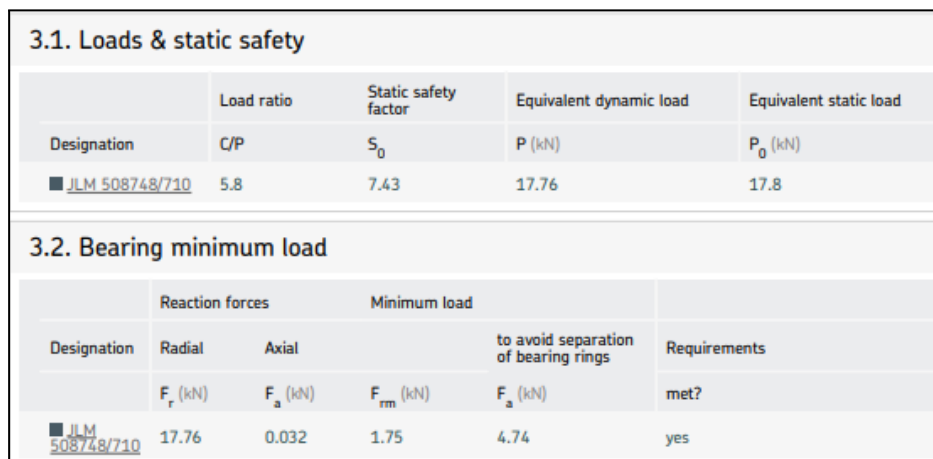 3.1. Loads & static safety
Load ratio Static safety factor Equivalent dynamic load Equivalent static load
Designation C/P S0 P (kN) P0 (kN)
JLM 508748/710 5.8 7.43 17.76 17.8
3.2. Bearing minimum load
Reaction forces Minimum load
Designation Radial Axial to avoid separation of bearing rings Requirements
Fr (kN) Fa (kN) Frm (kN) Fa (kN) met?
JLM 508748/710 17.76 0.032 1.75 4.74 yes